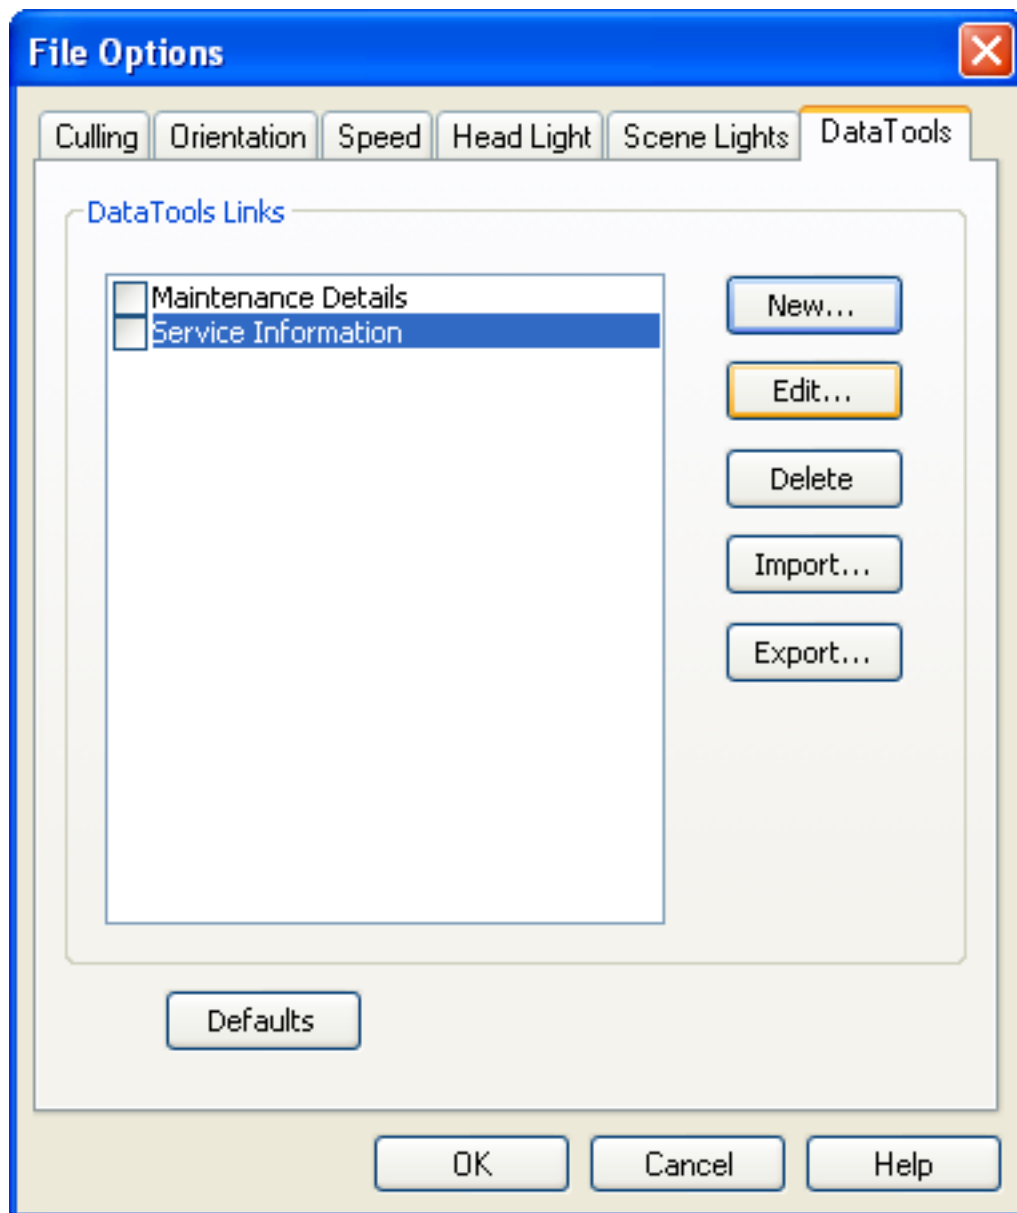 File Options
Culling Orientation Speed Head Light Scene Lights DataTools
DataTools Links
Maintenance Details
Service Information
New...
Edit...
Delete
Import...
Export...
Defaults
OK Cancel Help